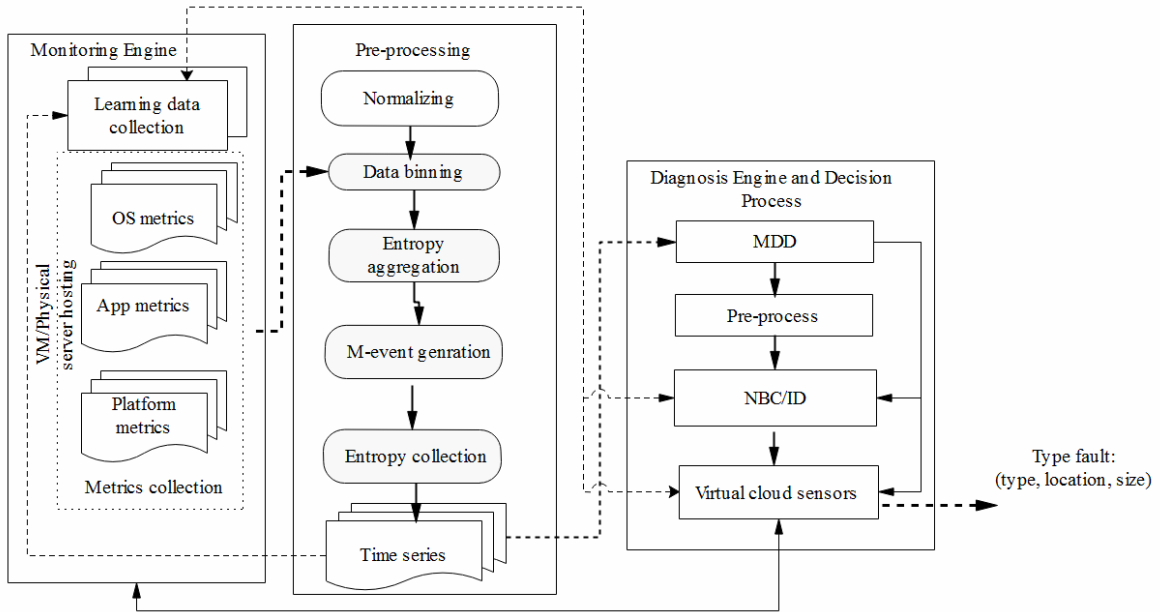 Monitoring Engine
Learning data
collection
OS metrics
App metrics
Platform
metrics
Metrics collection
VM/Physical
server hosting
Pre-processing
Normalizing
Data binning
Entropy
aggregation
M-event genration
Entropy collection
Time series
Diagnosis Engine and Decision
Process
MDD
Pre-process
NBC/ID
Virtual cloud sensors
Type fault:
(type, location, size)